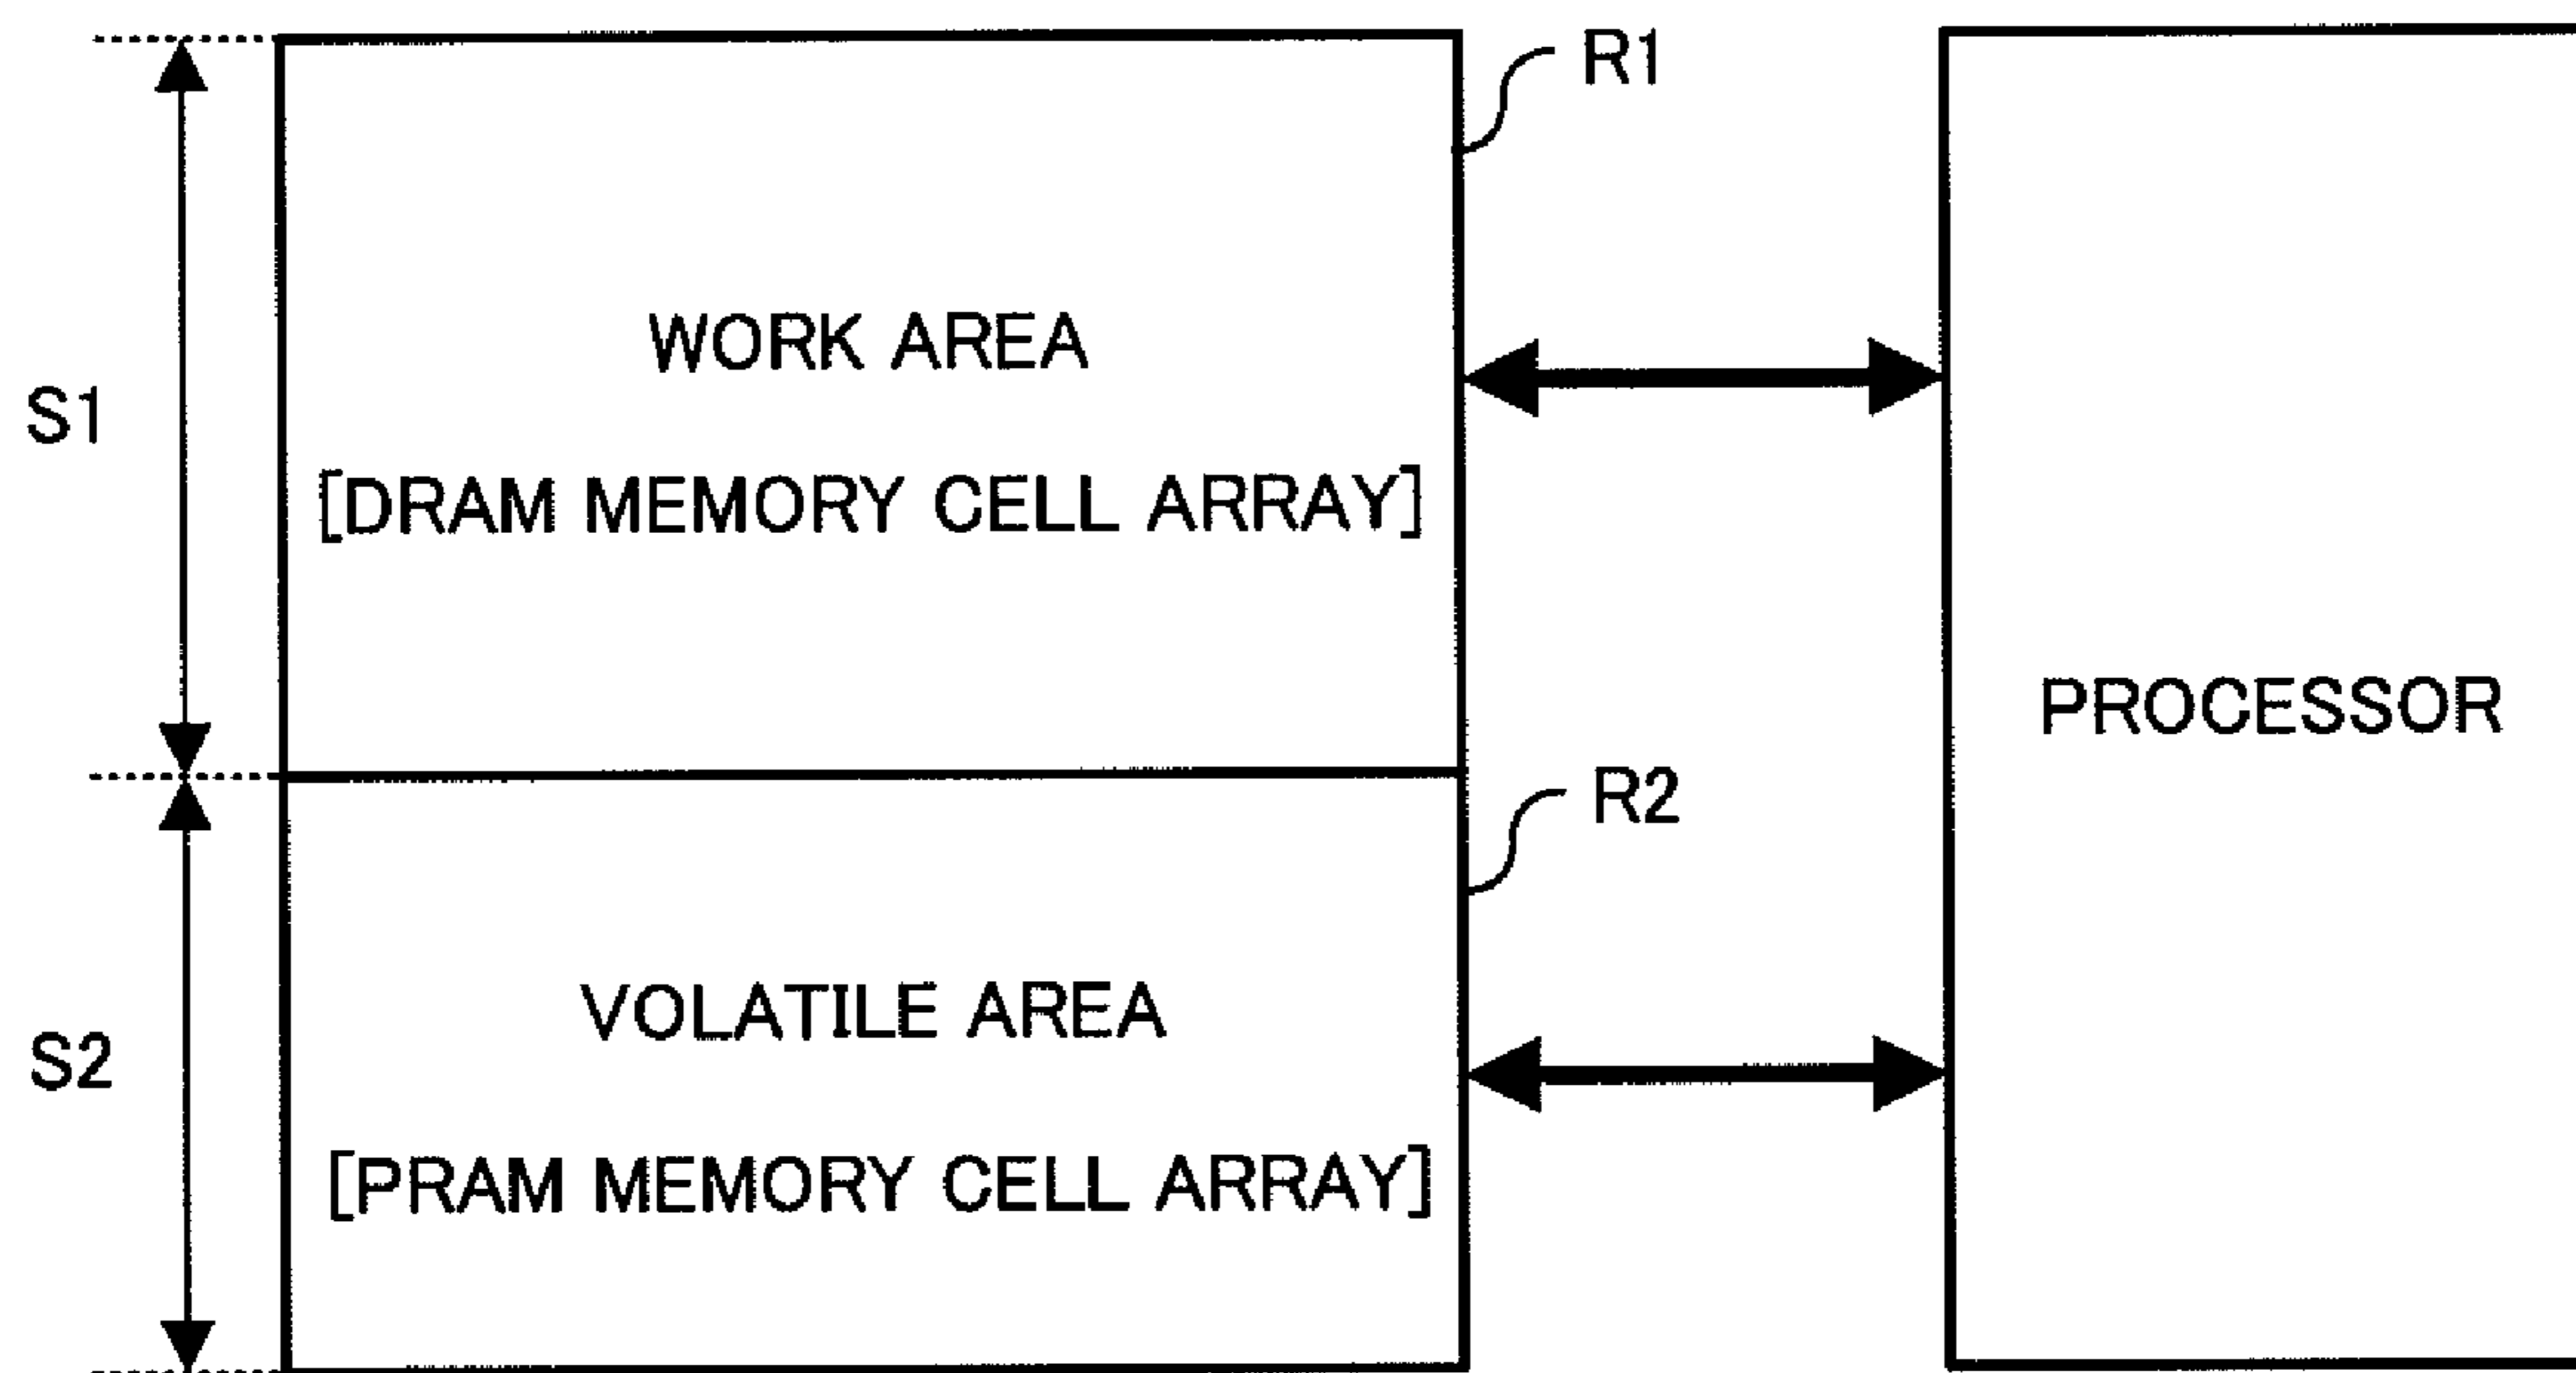 R1
WORK AREA
S1
[DRAM MEMORY CELL ARRAY]
PROCESSOR
R2
VOLATILE AREA
S2
[PRAM MEMORY CELL ARRAY]